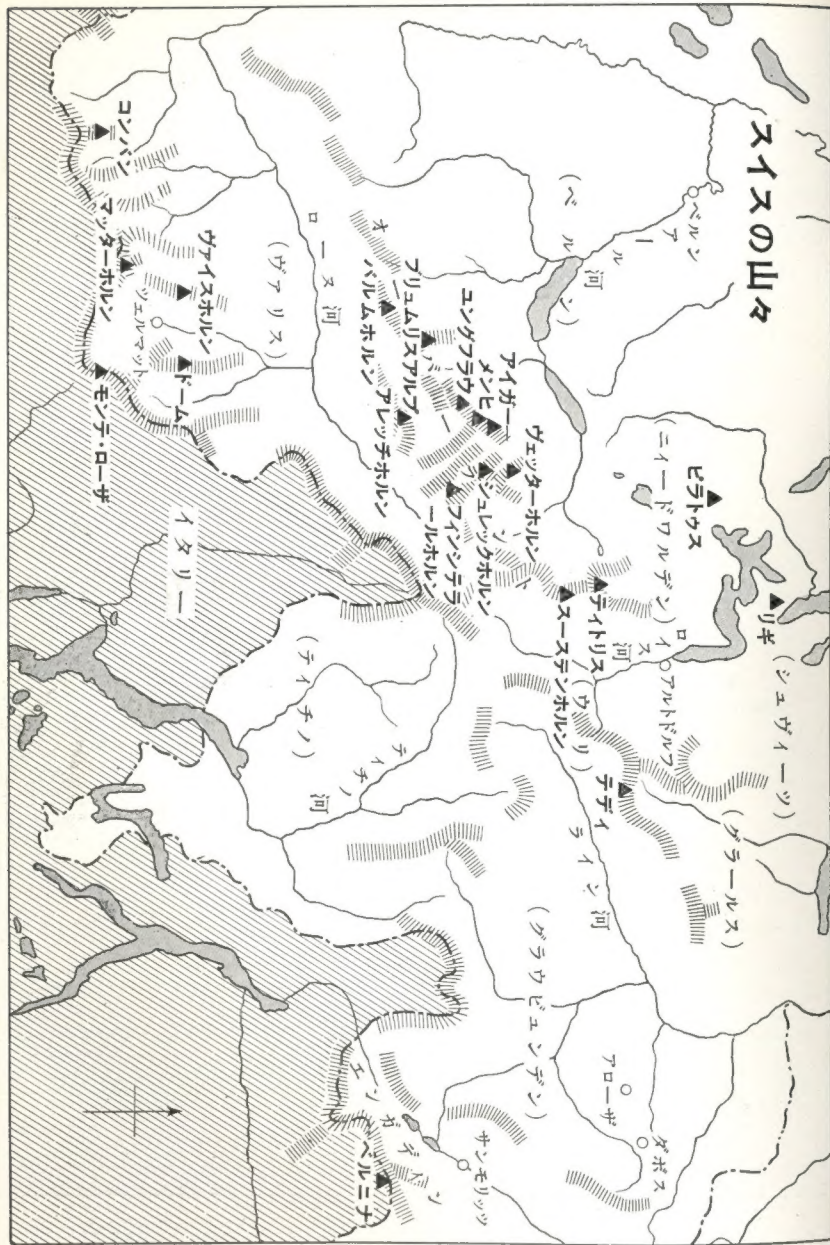 スイスの山々
ベルン
アール河
(ベルン)
ピラトゥス
リギ
(シュヴィーツ)
(ニィードワルデン)
ロイス河
アルトドルフ
ティトリス
スーステンホルン
(ウリ)
テディ
(グラールス)
ヴェッターホルン
アイガー
メンヒ
ユングフラウ
ブリュムリスアルプ
シュレックホルン
フィンシテラールホルン
アレッチホルン
バルムホルン
オーバーラント
ローヌ河
(ヴァリス)
ヴァイスホルン
ツェルマット
ドーム
コンバン
マッターホルン
モンテ・ローザ
イタリー
(ティチノ)
ティチノ河
ライン河
(グラウビュンデン)
アローザ
ダボス
エンガディン
サンモリッツ
ベルニナ